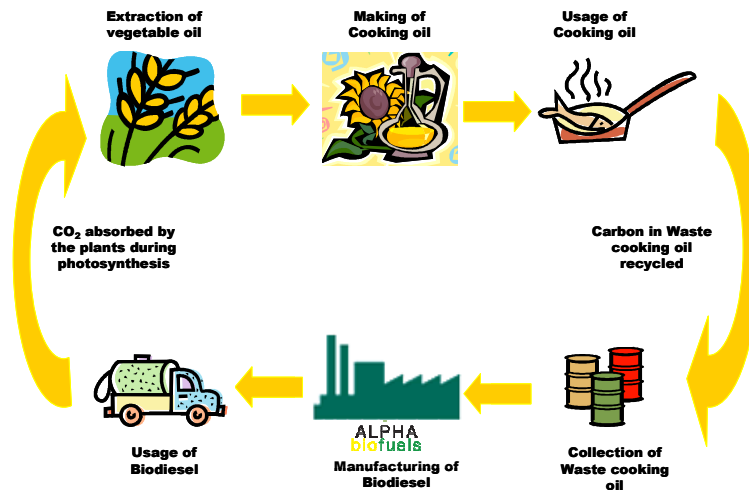 Extraction of
vegetable oil
Making of
Cooking oil
Usage of
Cooking oil
CO₂ absorbed by
the plants during
photosynthesis
Carbon in Waste
cooking oil
recycled
Usage of
Biodiesel
ALPHA
biofuals
Manufacturing of
Biodiesel
Collection of
Waste cooking
oil